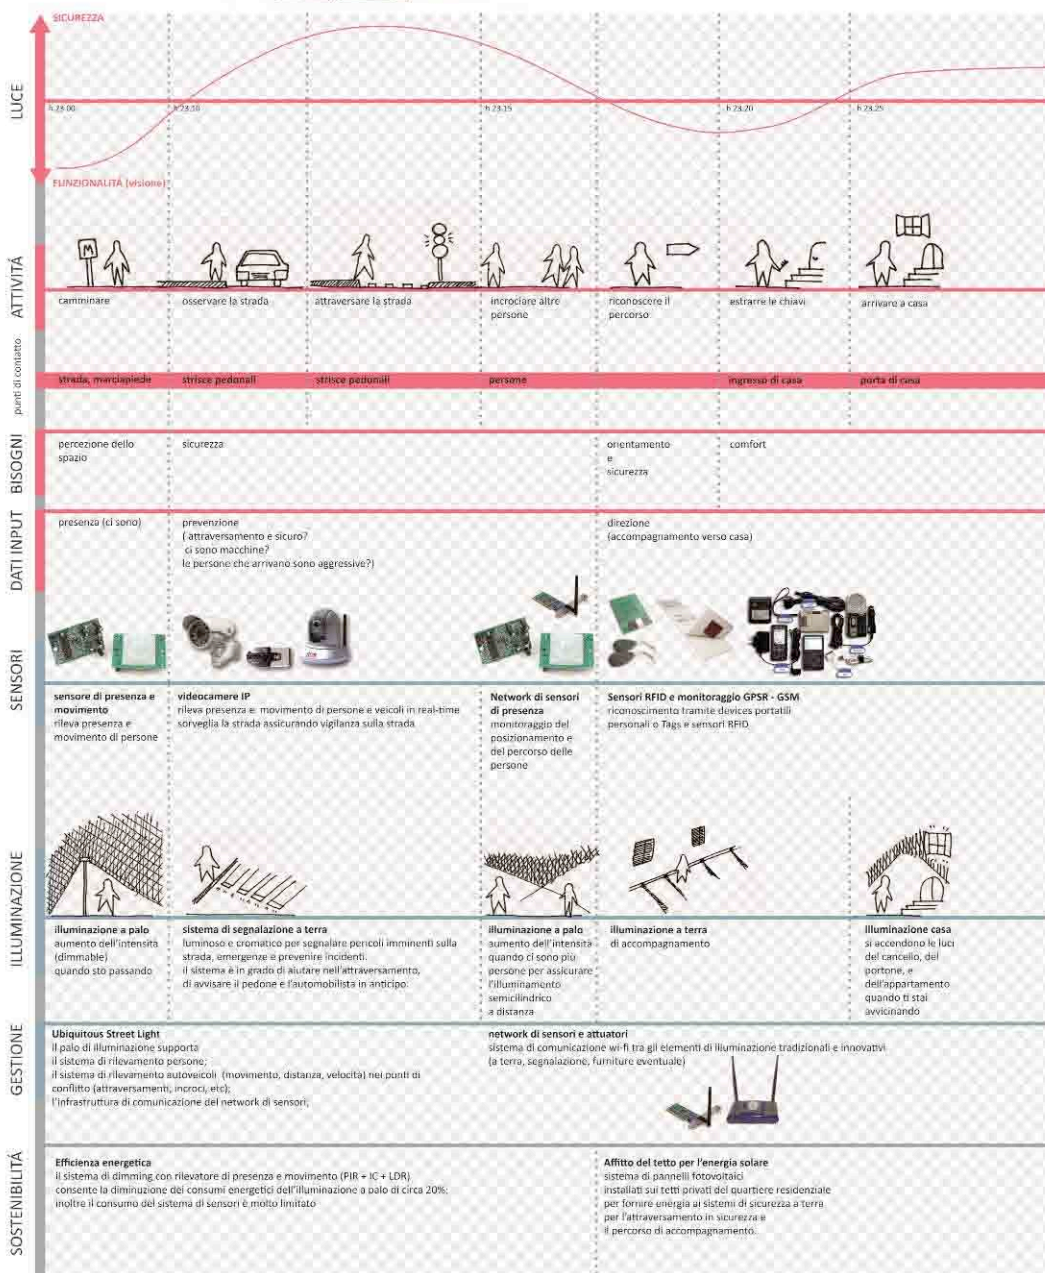 SICUREZZA
LUCE
h 23.00
h 23.10
h 23.15
h 23.20
h 23.25
FUNZIONALITÁ (visione)
ATTIVITÁ
M
camminare
osservare la strada
attraversare la strada
incrociare altre
persone
riconoscere il
percorso
estrarre le chiavi
arrivare a casa
punti di contatto
strada, marciapiede
strisce pedonali
strisce pedonali
persone
ingresso di casa
porta di casa
BISOGNI
percezione dello
spazio
sicurezza
orientamento
e
sicurezza
comfort
DATI INPUT
presenza (ci sono)
prevenzione
( attraversamento e sicuro?
ci sono macchine?
le persone che arrivano sono aggressive?)
direzione
(accompagnamento verso casa)
SENSORI
sensore di presenza e
movimento
rileva presenza e
movimento di persone
videocamere IP
rileva presenza e movimento di persone e veicoli in real-time
sorveglia la strada assicurando vigilanza sulla strada
Network di sensori
di presenza
monitoraggio del
posizionamento e
del percorso delle
persone
Sensori RFID e monitoraggio GPSR - GSM
riconoscimento tramite devices portatili
personali o Tags e sensori RFID
ILLUMINAZIONE
illuminazione a palo
aumento dell'intensità
(dimmable)
quando sto passando
sistema di segnalazione a terra
luminoso e cromatico per segnalare pericoli imminenti sulla
strada, emergenze e prevenire incidenti.
il sistema è in grado di aiutare nell'attraversamento,
di avvisare il pedone e l'automobilista in anticipo.
illuminazione a palo
aumento dell'intensità
quando ci sono più
persone per assicurare
l'illuminamento
semicilindrico
a distanza
illuminazione a terra
di accompagnamento
illuminazione casa
si accendono le luci
del cancello, del
portone, e
dell'appartamento
quando ti stai
avvicinando
GESTIONE
Ubiquitous Street Light
il palo di illuminazione supporta
il sistema di rilevamento persone;
il sistema di rilevamento autoveicoli (movimento, distanza, velocità) nei punti di
conflitto (attraversamenti, incroci, etc);
l'infrastruttura di comunicazione del network di sensori;
network di sensori e attuatori
sistema di comunicazione wi-fi tra gli elementi di illuminazione tradizionali e innovativi
(a terra, segnalazione, furniture eventuale)
SOSTENIBILITÁ
Efficienza energetica
il sistema di dimming con rilevatore di presenza e movimento (PIR + IC + LDR)
consente la diminuzione dei consumi energetici dell'illuminazione a palo di circa 20%;
inoltre il consumo del sistema di sensori è molto limitato
Affitto del tetto per l'energia solare
sistema di pannelli fotovoltaici
installati sui tetti privati del quartiere residenziale
per fornire energia ai sistemi di sicurezza a terra
per l'attraversamento in sicurezza e
il percorso di accompagnamento.